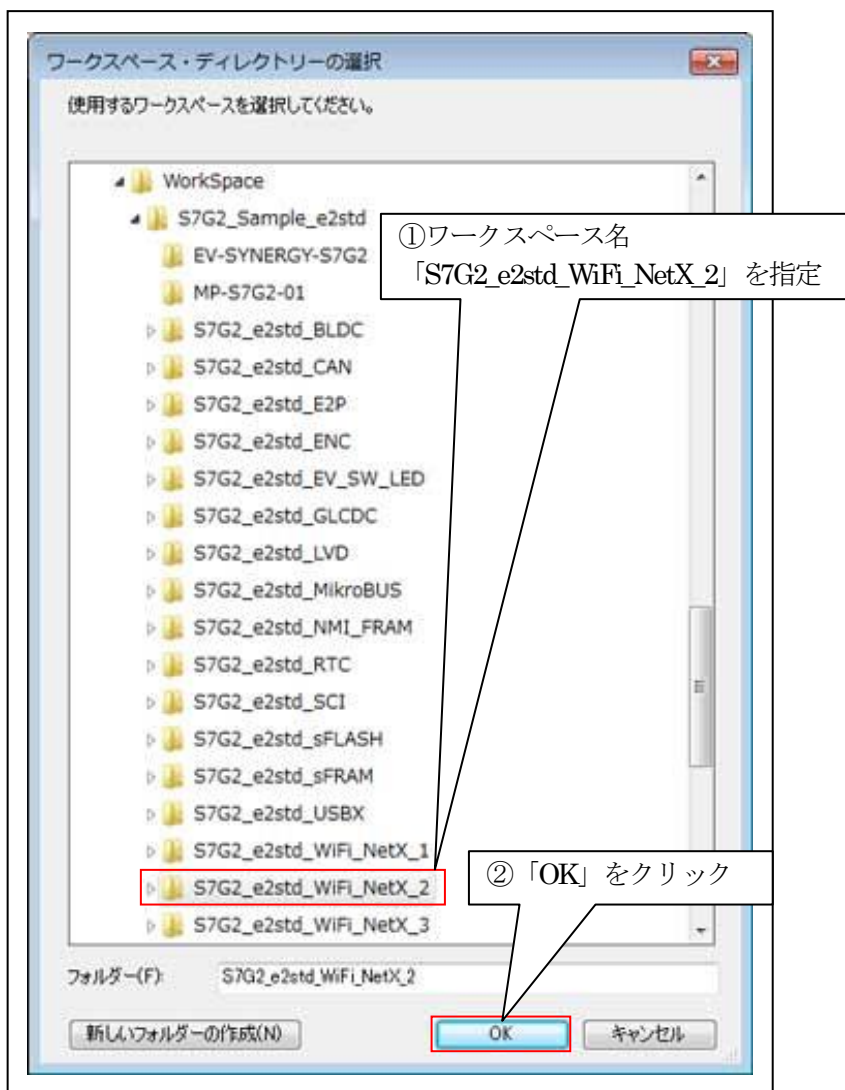 ワークスペース・ディレクトリーの選択
使用するワークスペースを選択してください。
WorkSpace
S7G2_Sample_e2std
EV-SYNERGY-S7G2
MP-S7G2-01
S7G2_e2std_BLDC
S7G2_e2std_CAN
S7G2_e2std_E2P
S7G2_e2std_ENC
S7G2_e2std_EV_SW_LED
S7G2_e2std_GLCDC
S7G2_e2std_LVD
S7G2_e2std_MikroBUS
S7G2_e2std_NMI_FRAM
S7G2_e2std_RTC
S7G2_e2std_SCI
S7G2_e2std_sFLASH
S7G2_e2std_sFRAM
S7G2_e2std_USBX
S7G2_e2std_WiFi_NetX_1
S7G2_e2std_WiFi_NetX_2
S7G2_e2std_WiFi_NetX_3
①ワークスペース名
「S7G2_e2std_WiFi_NetX_2」を指定
②「OK」をクリック
フォルダー(F): S7G2_e2std_WiFi_NetX_2
新しいフォルダーの作成(N) OK キャンセル